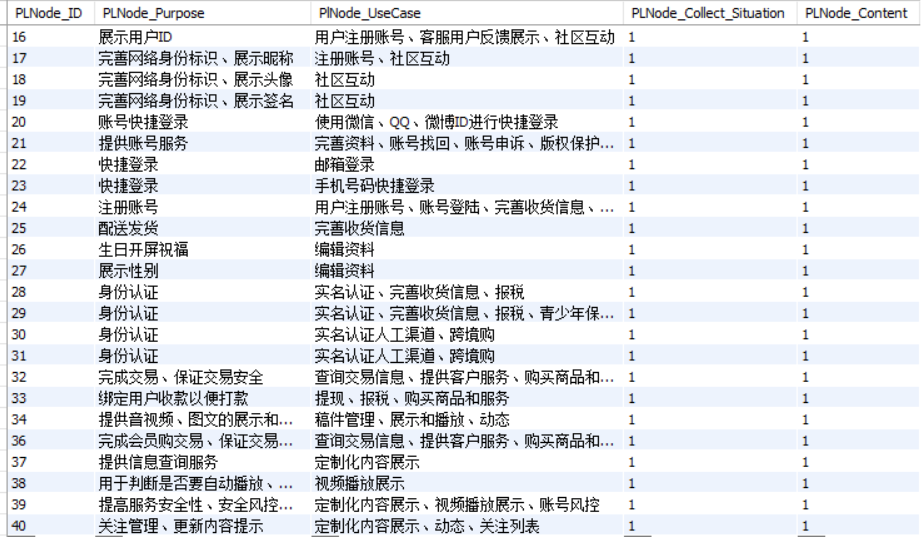 PLNode_ID PLNode_Purpose PlNode_UseCase PLNode_Collect_Situation PLNode_Content
16 展示用户ID 用户注册账号、客服用户反馈展示、社区互动 1 1
17 完善网络身份标识、展示昵称 注册账号、社区互动 1 1
18 完善网络身份标识、展示头像 社区互动 1 1
19 完善网络身份标识、展示签名 社区互动 1 1
20 账号快捷登录 使用微信、QQ、微博ID进行快捷登录 1 1
21 提供账号服务 完善资料、账号找回、账号申诉、版权保护... 1 1
22 快捷登录 邮箱登录 1 1
23 快捷登录 手机号码快捷登录 1 1
24 注册账号 用户注册账号、账号登陆、完善收货信息、... 1 1
25 配送发货 完善收货信息 1 1
26 生日开屏祝福 编辑资料 1 1
27 展示性别 编辑资料 1 1
28 身份认证 实名认证、完善收货信息、报税 1 1
29 身份认证 实名认证、完善收货信息、报税、青少年保... 1 1
30 身份认证 实名认证人工渠道、跨境购 1 1
31 身份认证 实名认证人工渠道、跨境购 1 1
32 完成交易、保证交易安全 查询交易信息、提供客户服务、购买商品和... 1 1
33 绑定用户收款以便打款 提现、报税、购买商品和服务 1 1
34 提供音视频、图文的展示和... 稿件管理、展示和播放、动态 1 1
36 完成会员购交易、保证交易... 查询交易信息、提供客户服务、购买商品和... 1 1
37 提供信息查询服务 定制化内容展示 1 1
38 用于判断是否要自动播放、... 视频播放展示 1 1
39 提高服务安全性、安全风控... 定制化内容展示、视频播放展示、账号风控 1 1
40 关注管理、更新内容提示 定制化内容展示、动态、关注列表 1 1